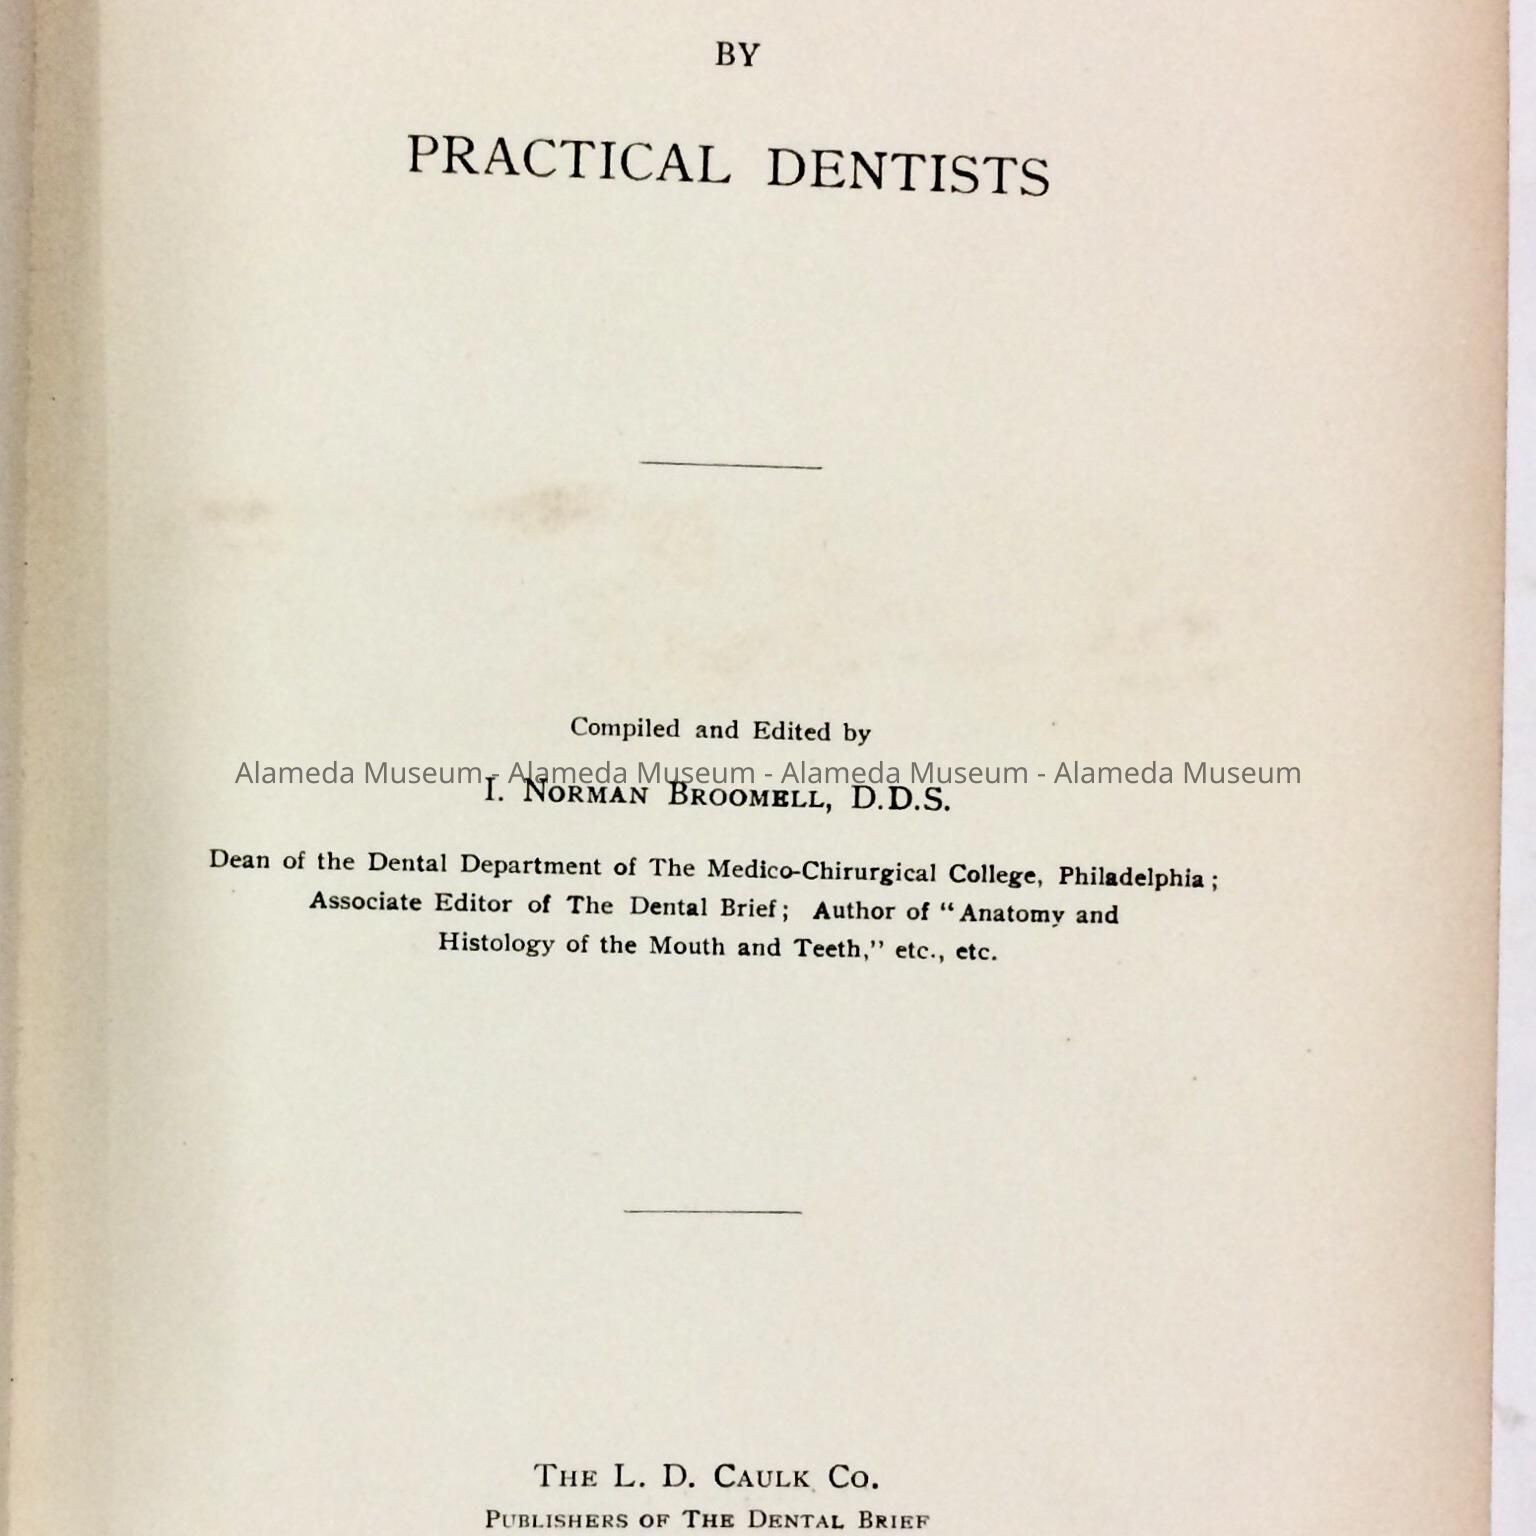 BY
PRACTICAL DENTISTS
Compiled and Edited by
Alameda Museum - Alameda Museum - Alameda Museum - Alameda Museum
I. NORMAN BROOMELL, D.D.S.
Dean of the Dental Department of The Medico-Chirurgical College, Philadelphia;
Associate Editor of The Dental Brief; Author of “Anatomy and
Histology of the Mouth and Teeth,” etc., etc.
THE L. D. CAULK CO.
PUBLISHERS OF THE DENTAL BRIEF